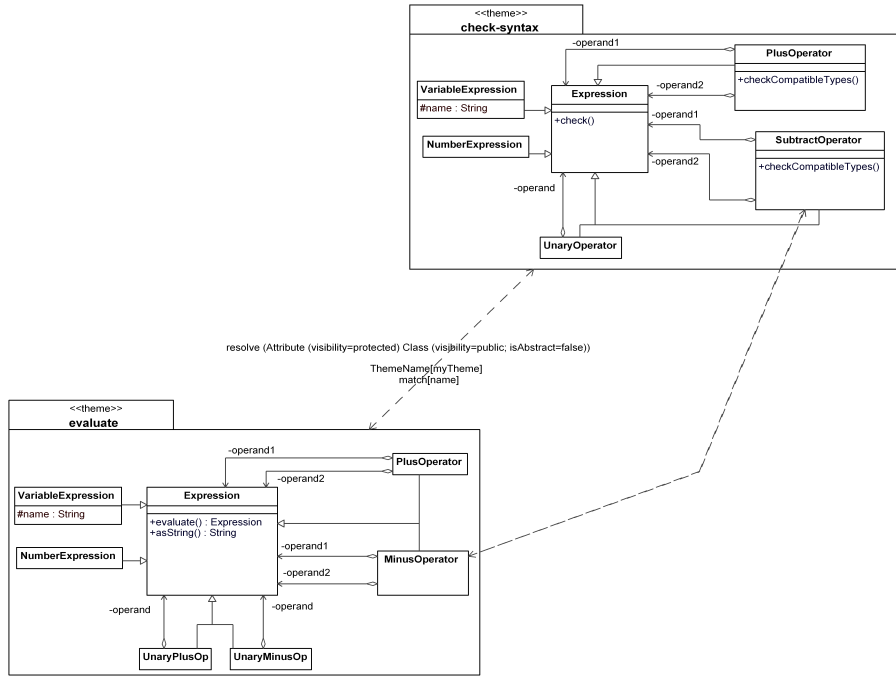 <<theme>>
check-syntax
-operand1
PlusOperator
+checkCompatibleTypes()
-operand2
VariableExpression
#name : String
Expression
+check()
-operand1
SubtractOperator
+checkCompatibleTypes()
NumberExpression
-operand2
-operand
UnaryOperator
resolve (Attribute (visibility=protected) Class (visibility=public; isAbstract=false))
ThemeName[myTheme]
match[name]
<<theme>>
evaluate
-operand1
PlusOperator
-operand2
VariableExpression
#name : String
Expression
+evaluate() : Expression
+asString() : String
-operand1
NumberExpression
MinusOperator
-operand2
-operand
-operand
UnaryPlusOp
UnaryMinusOp